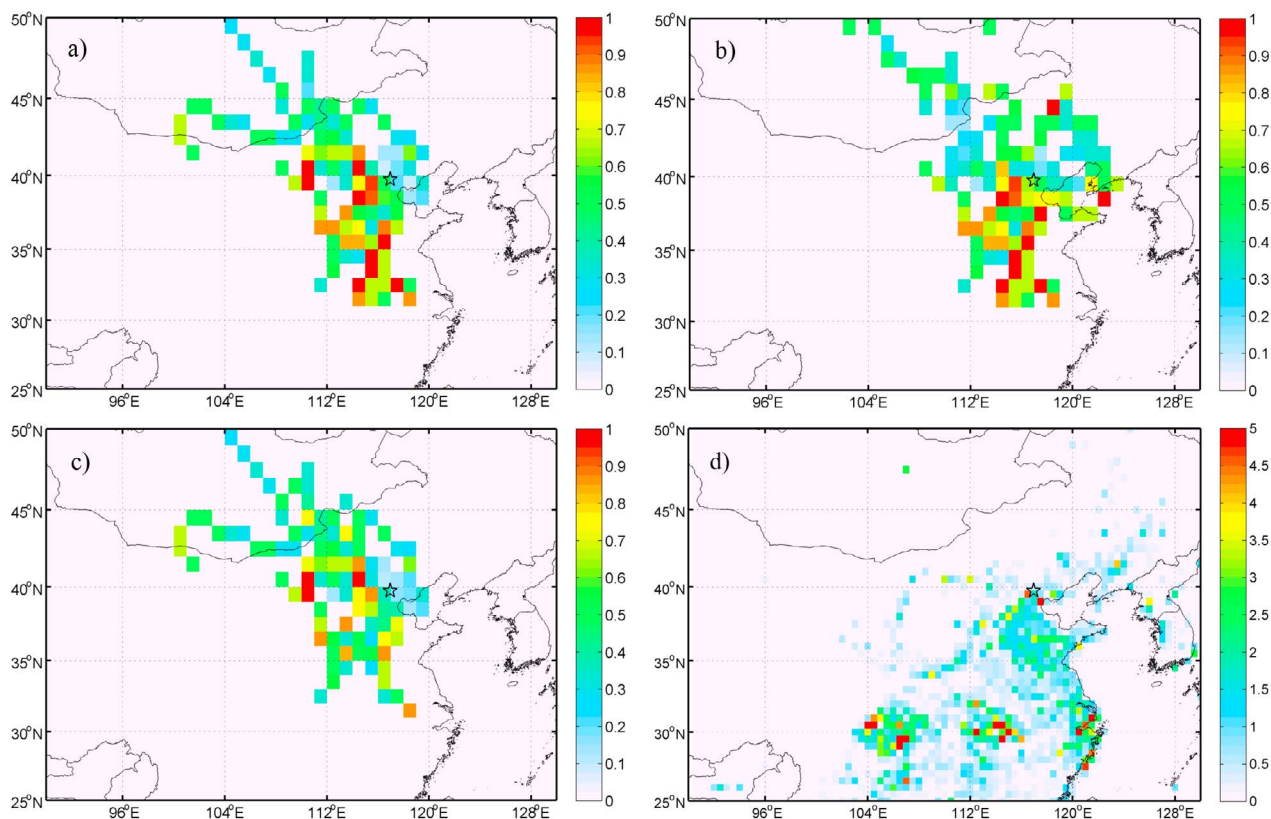 a)
50°N
45°N
40°N
35°N
30°N
25°N
96°E
104°E
112°E
120°E
128°E
1
0.9
0.8
0.7
0.6
0.5
0.4
0.3
0.2
0.1
0
b)
50°N
45°N
40°N
35°N
30°N
25°N
96°E
104°E
112°E
120°E
128°E
1
0.9
0.8
0.7
0.6
0.5
0.4
0.3
0.2
0.1
0
c)
50°N
45°N
40°N
35°N
30°N
25°N
96°E
104°E
112°E
120°E
128°E
1
0.9
0.8
0.7
0.6
0.5
0.4
0.3
0.2
0.1
0
d)
50°N
45°N
40°N
35°N
30°N
25°N
96°E
104°E
112°E
120°E
128°E
5
4.5
4
3.5
3
2.5
2
1.5
1
0.5
0